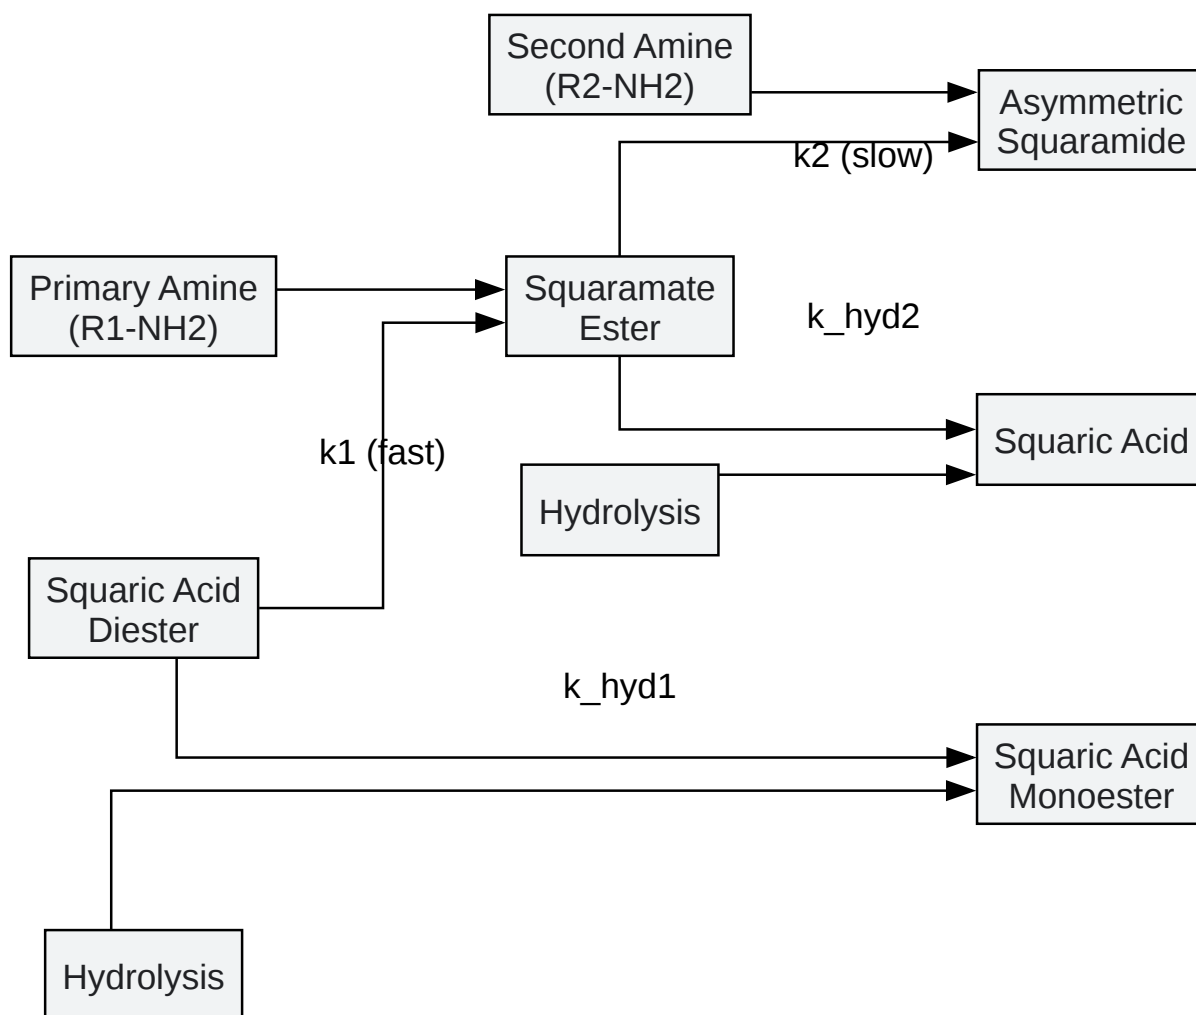 Second Amine
(R2-NH2)
Asymmetric
Squaramide
k2 (slow)
Primary Amine
(R1-NH2)
Squaramate
Ester
k_hyd2
k1 (fast)
Squaric Acid
Hydrolysis
Squaric Acid
Diester
k_hyd1
Squaric Acid
Monoester
Hydrolysis